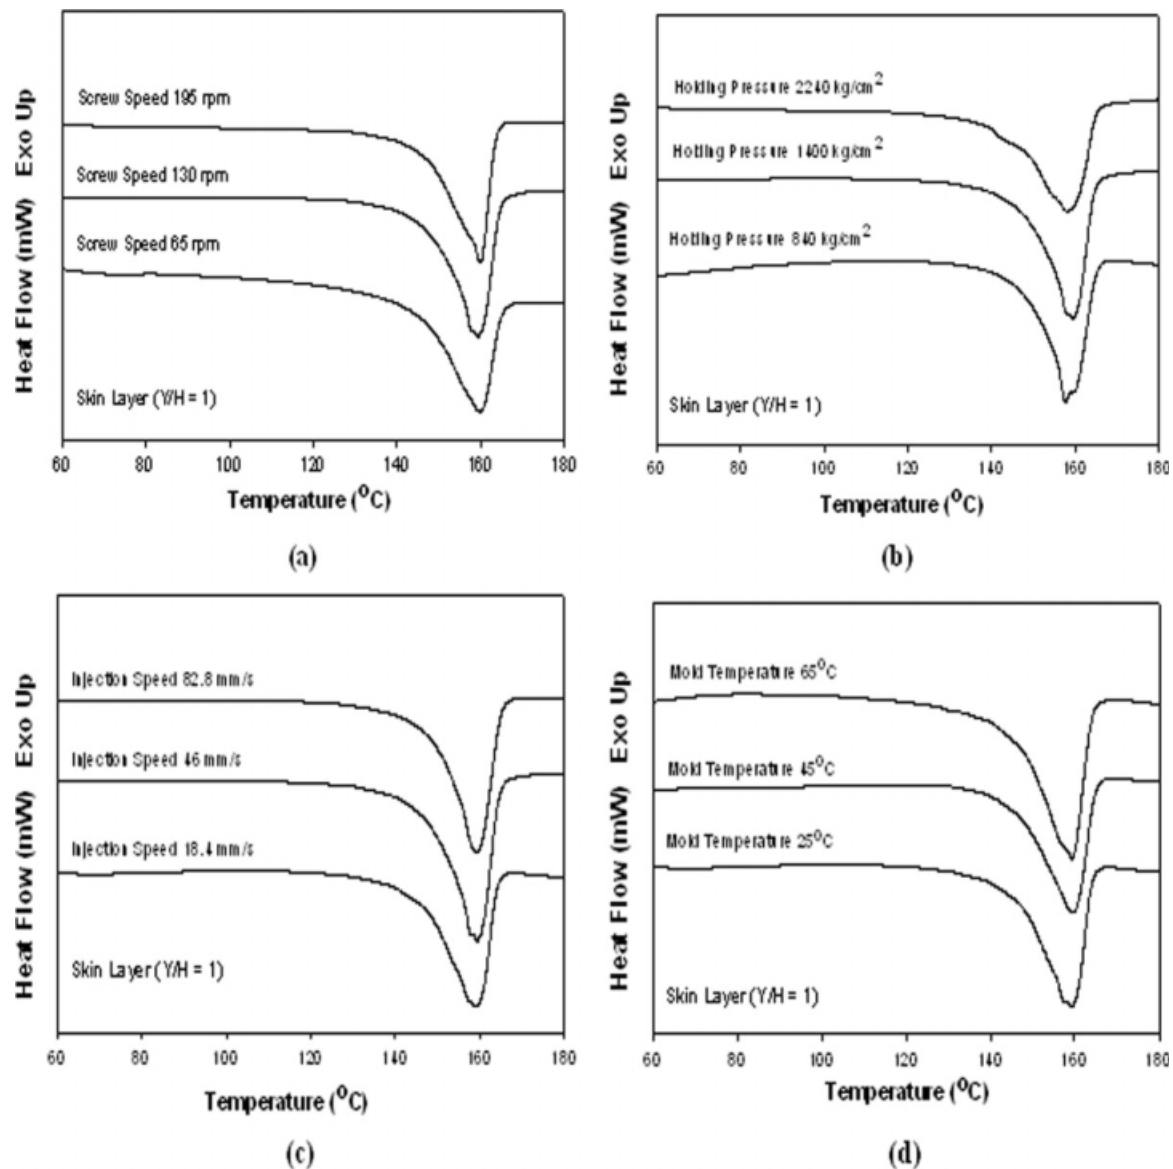 Heat Flow (mW) Exo Up
Screw Speed 195 rpm
Screw Speed 130 rpm
Screw Speed 65 rpm
Skin Layer (Y/H = 1)
60 80 100 120 140 160 180
Temperature (°C)
(a)
Heat Flow (mW) Exo Up
Holding Pressure 2240 kg/cm²
Holding Pressure 1400 kg/cm²
Holding Pressure 840 kg/cm²
Skin Layer (Y/H = 1)
60 80 100 120 140 160 180
Temperature (°C)
(b)
Heat Flow (mW) Exo Up
Injection Speed 82.8 mm/s
Injection Speed 46 mm/s
Injection Speed 18.4 mm/s
Skin Layer (Y/H = 1)
60 80 100 120 140 160 180
Temperature (°C)
(c)
Heat Flow (mW) Exo Up
Mold Temperature 65°C
Mold Temperature 45°C
Mold Temperature 25°C
Skin Layer (Y/H = 1)
60 80 100 120 140 160 180
Temperature (°C)
(d)